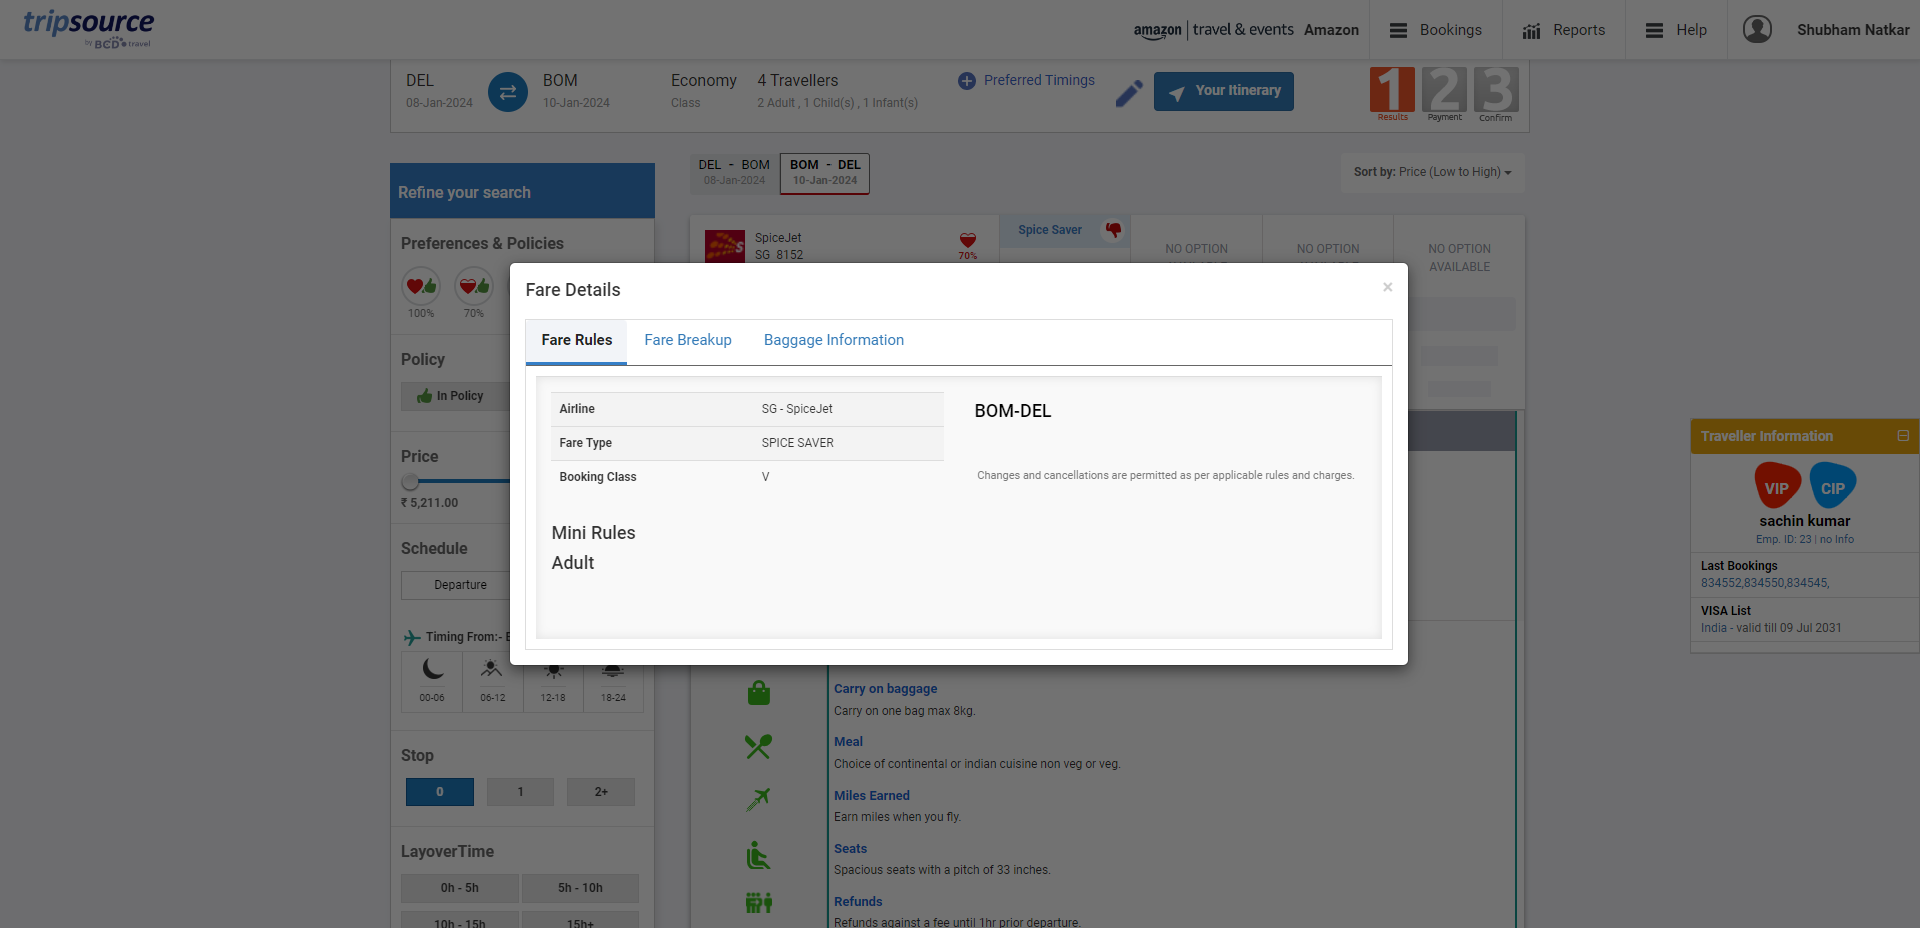 tripsource
by BCD travel
amazon | travel & events Amazon
Bookings
Reports
Help
Shubham Natkar
DEL
08-Jan-2024
BOM
10-Jan-2024
Economy
Class
4 Travellers
2 Adult , 1 Child(s) , 1 Infant(s)
Preferred Timings
Your Itinerary
1 2 3
Results Payment Confirm
Refine your search
Preferences & Policies
100% 70%
Policy
In Policy
Price
₹ 5,211.00
Schedule
Departure
Timing From:-
00-06 06-12 12-18 18-24
Stop
0 1 2+
LayoverTime
0h - 5h 5h - 10h
10h - 15h 15h+
DEL - BOM
08-Jan-2024
BOM - DEL
10-Jan-2024
Sort by: Price (Low to High)
SpiceJet
SG 8152
70%
Spice Saver
NO OPTION
NO OPTION
NO OPTION
AVAILABLE
Fare Details
×
Fare Rules Fare Breakup Baggage Information
Airline SG - SpiceJet
Fare Type SPICE SAVER
Booking Class V
BOM-DEL
Changes and cancellations are permitted as per applicable rules and charges.
Mini Rules
Adult
Carry on baggage
Carry on one bag max 8kg.
Meal
Choice of continental or indian cuisine non veg or veg.
Miles Earned
Earn miles when you fly.
Seats
Spacious seats with a pitch of 33 inches.
Refunds
Refunds against a fee until 1hr prior departure.
Traveller Information
VIP CIP
sachin kumar
Emp. ID: 23 | no Info
Last Bookings
834552,834550,834545,
VISA List
India - valid till 09 Jul 2031